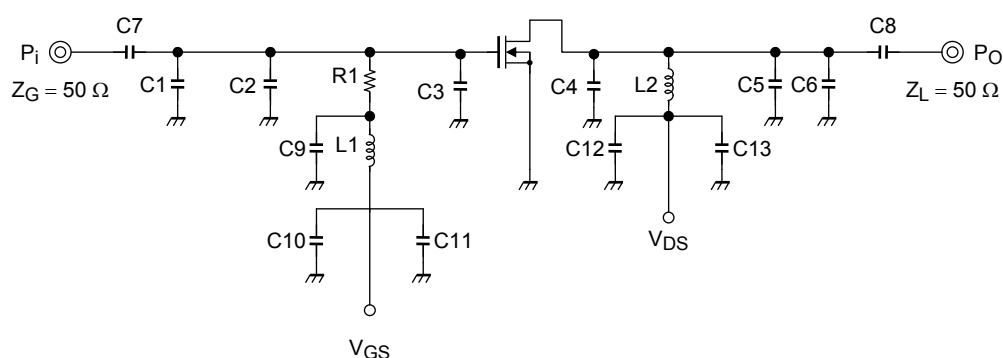 C7
C8
Pi
PO
R1
C1
C2
C3
C4
L2
C5
C6
ZG = 50 Ω
ZL = 50 Ω
C9
L1
C12
C13
C10
C11
VDS
VGS